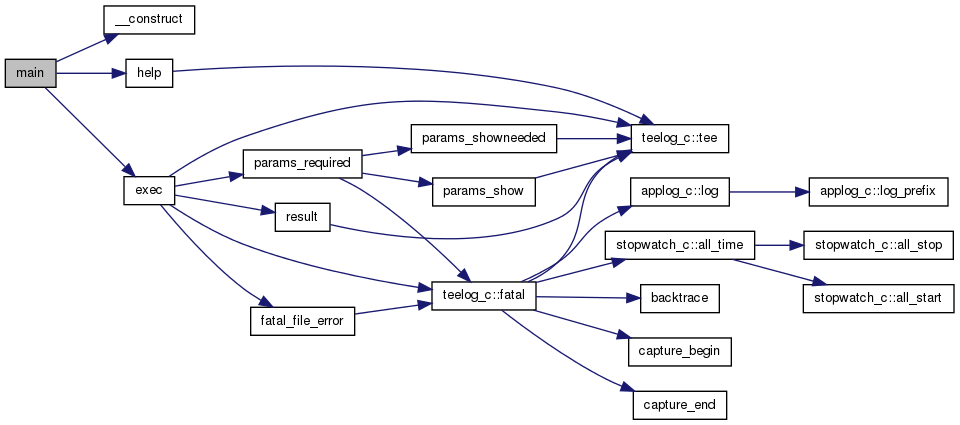 __construct
main
help
exec
params_required
result
fatal_file_error
params_showneeded
params_show
teelog_c::fatal
teelog_c::tee
applog_c::log
stopwatch_c::all_time
backtrace
capture_begin
capture_end
applog_c::log_prefix
stopwatch_c::all_stop
stopwatch_c::all_start